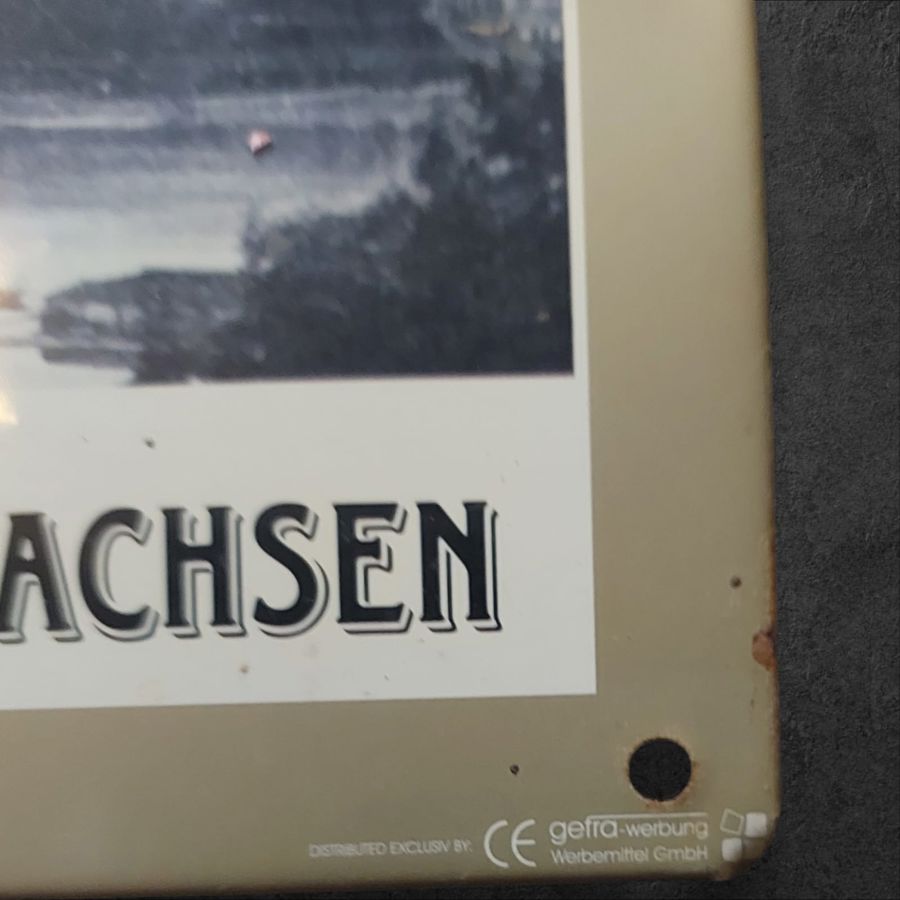 ACHSEN
DISTRIBUTED EXCLUSIV BY: CE gefra-werbung
Werbemittel GmbH